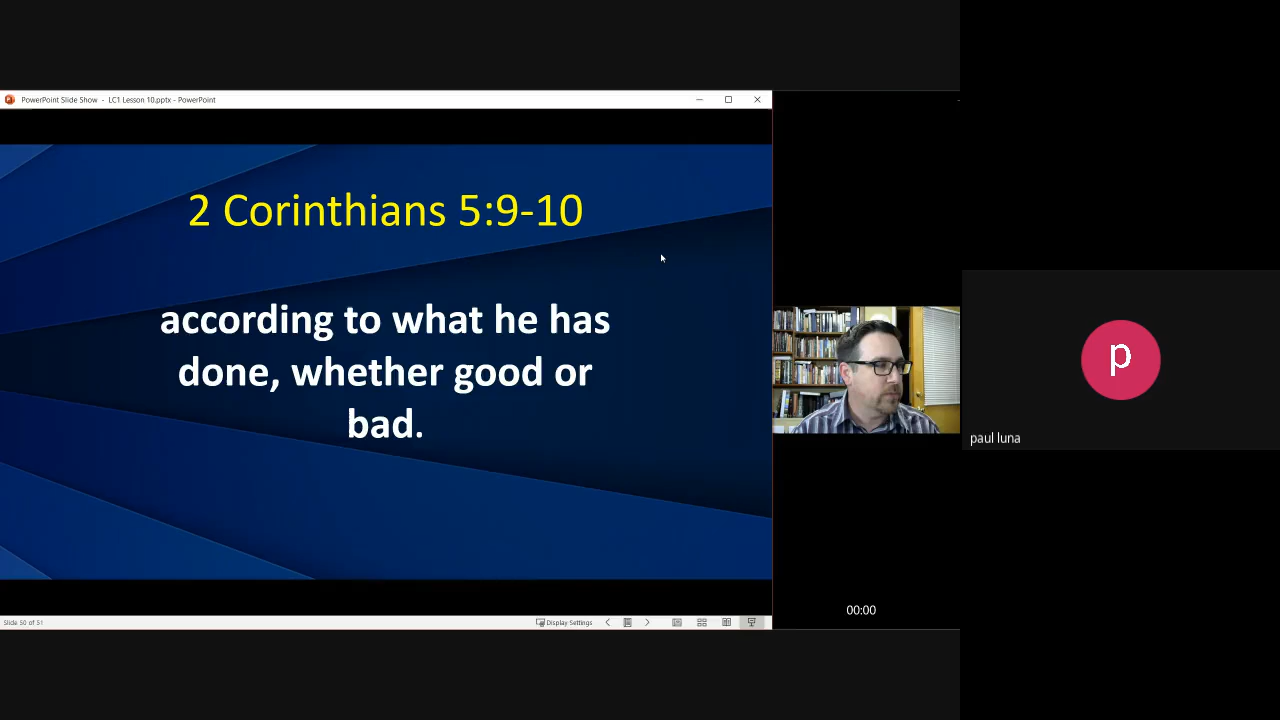 PowerPoint Slide Show - LC1 Lesson 10.pptx - PowerPoint
2 Corinthians 5:9-10
according to what he has
done, whether good or
bad.
p
paul luna
00:00
Slide 50 of 51
Display Settings